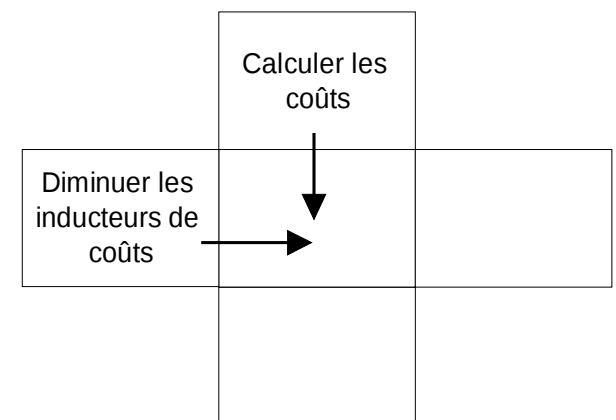 Calculer les
coûts
Diminuer les
inducteurs de
coûts